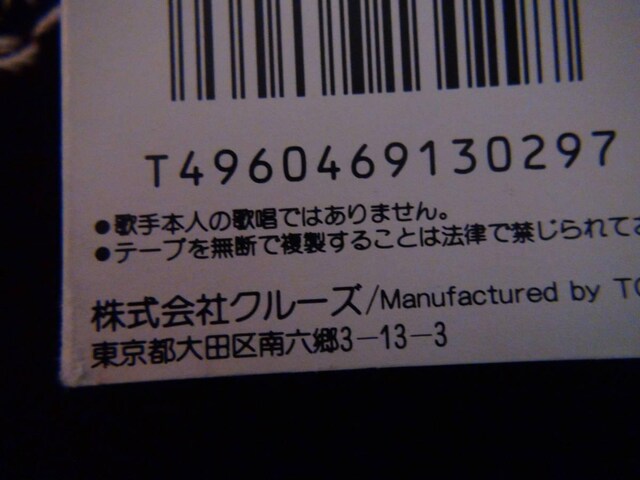 T4960469130297
●歌手本人の歌唱ではありません。
●テープを無断で複製することは法律で禁じられてお
株式会社クルーズ/Manufactured by TO
東京都大田区南六郷3-13-3